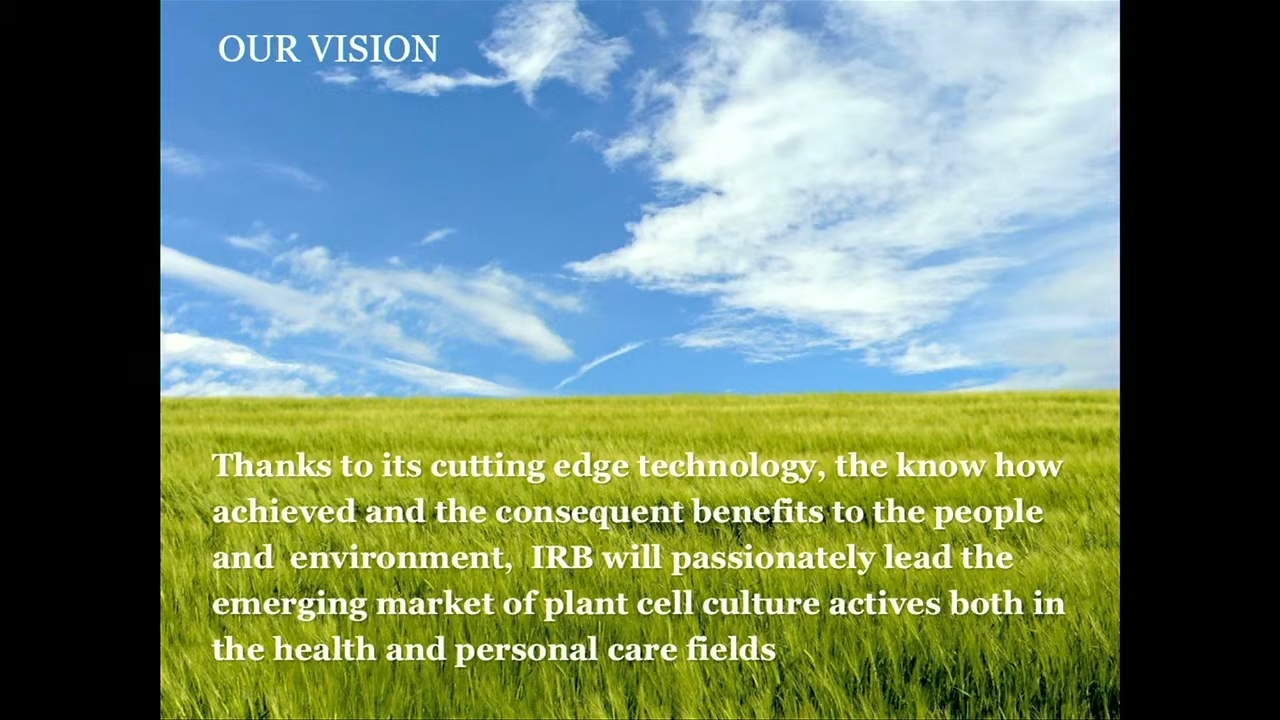 OUR VISION
Thanks to its cutting edge technology, the know how
achieved and the consequent benefits to the people
and  environment,  IRB will passionately lead the
emerging market of plant cell culture actives both in
the health and personal care fields